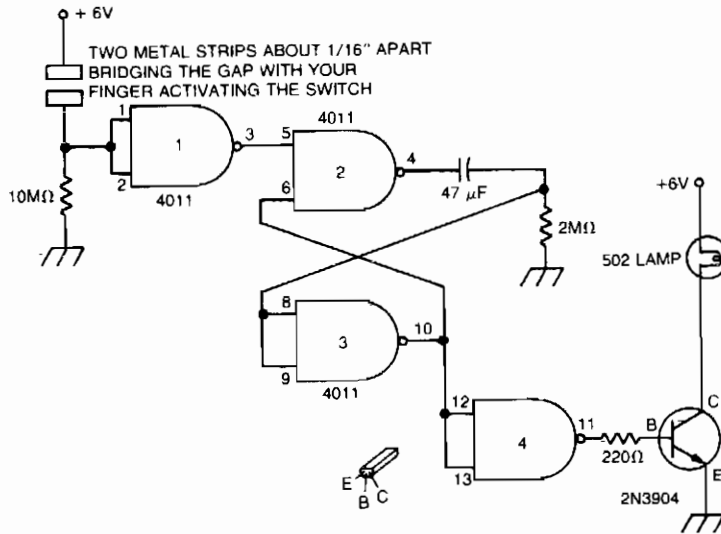 + 6V
TWO METAL STRIPS ABOUT 1/16" APART
BRIDGING THE GAP WITH YOUR
FINGER ACTIVATING THE SWITCH
1
2
1
3
4011
10MΩ
4011
5
6
2
4
47 μF
2MΩ
+6V
502 LAMP
8
9
3
10
4011
12
13
4
11
220Ω
B
C
E
2N3904
E
B
C